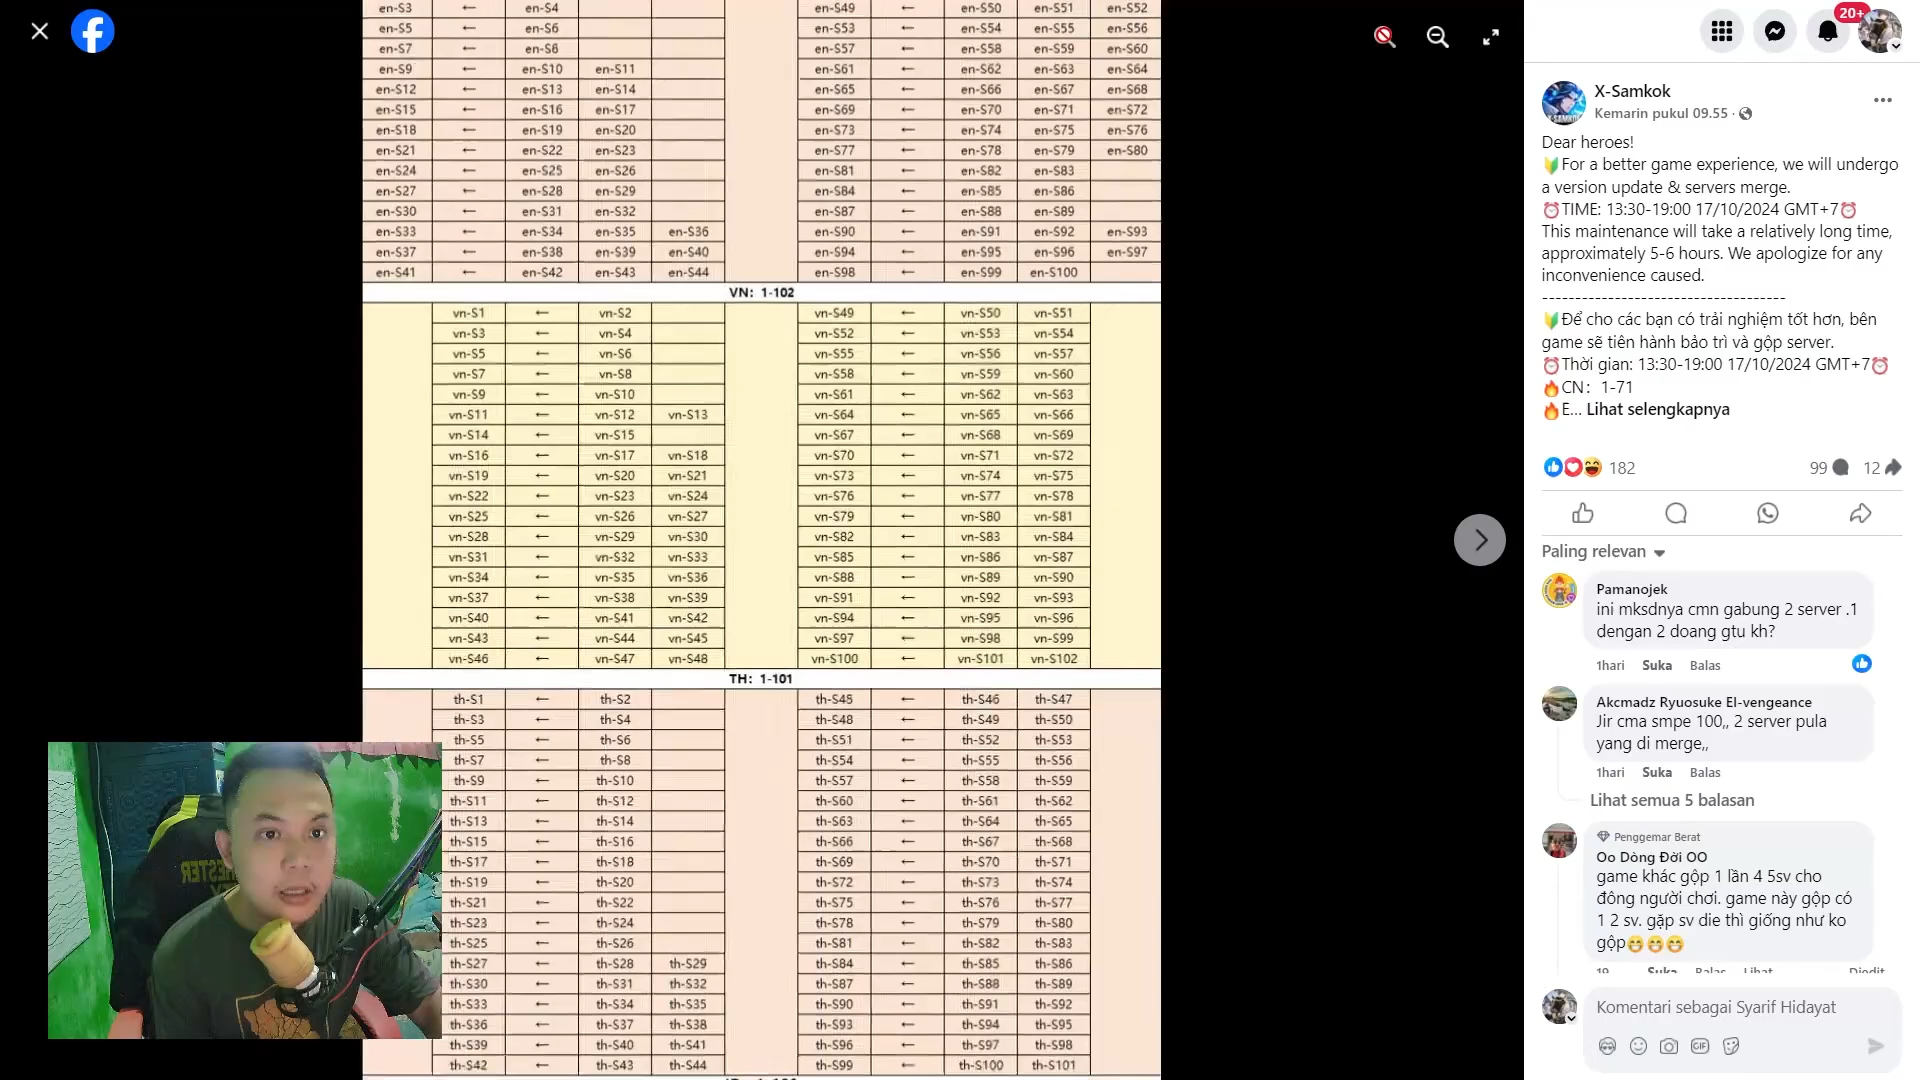 en-S3 ← en-S4 en-S49 ← en-S50 en-S51 en-S52
en-S5 ← en-S6 en-S53 ← en-S54 en-S55 en-S56
en-S7 ← en-S6 en-S57 ← en-S58 en-S59 en-S60
en-S9 ← en-S10 en-S11 en-S61 ← en-S62 en-S63 en-S64
en-S12 ← en-S13 en-S14 en-S65 ← en-S66 en-S67 en-S68
en-S15 ← en-S16 en-S17 en-S69 ← en-S70 en-S71 en-S72
en-S18 ← en-S19 en-S20 en-S73 ← en-S74 en-S75 en-S76
en-S21 ← en-S22 en-S23 en-S77 ← en-S78 en-S79 en-S80
en-S24 ← en-S25 en-S26 en-S81 ← en-S82 en-S83
en-S27 ← en-S28 en-S29 en-S84 ← en-S85 en-S86
en-S30 ← en-S31 en-S32 en-S87 ← en-S88 en-S89
en-S33 ← en-S34 en-S35 en-S36 en-S90 ← en-S91 en-S92 en-S93
en-S37 ← en-S38 en-S39 en-S40 en-S94 ← en-S95 en-S96 en-S97
en-S41 ← en-S42 en-S43 en-S44 en-S98 ← en-S99 en-S100
VN: 1-102
vn-S1 ← vn-S2 vn-S49 ← vn-S50 vn-S51
vn-S3 ← vn-S4 vn-S52 ← vn-S53 vn-S54
vn-S5 ← vn-S6 vn-S55 ← vn-S56 vn-S57
vn-S7 ← vn-S8 vn-S58 ← vn-S59 vn-S60
vn-S9 ← vn-S10 vn-S61 ← vn-S62 vn-S63
vn-S11 ← vn-S12 vn-S13 vn-S64 ← vn-S65 vn-S66
vn-S14 ← vn-S15 vn-S67 ← vn-S68 vn-S69
vn-S16 ← vn-S17 vn-S18 vn-S70 ← vn-S71 vn-S72
vn-S19 ← vn-S20 vn-S21 vn-S73 ← vn-S74 vn-S75
vn-S22 ← vn-S23 vn-S24 vn-S76 ← vn-S77 vn-S78
vn-S25 ← vn-S26 vn-S27 vn-S79 ← vn-S80 vn-S81
vn-S28 ← vn-S29 vn-S30 vn-S82 ← vn-S83 vn-S84
vn-S31 ← vn-S32 vn-S33 vn-S85 ← vn-S86 vn-S87
vn-S34 ← vn-S35 vn-S36 vn-S88 ← vn-S89 vn-S90
vn-S37 ← vn-S38 vn-S39 vn-S91 ← vn-S92 vn-S93
vn-S40 ← vn-S41 vn-S42 vn-S94 ← vn-S95 vn-S96
vn-S43 ← vn-S44 vn-S45 vn-S97 ← vn-S98 vn-S99
vn-S46 ← vn-S47 vn-S48 vn-S100 ← vn-S101 vn-S102
TH: 1-101
th-S1 ← th-S2 th-S45 ← th-S46 th-S47
th-S3 ← th-S4 th-S48 ← th-S49 th-S50
th-S5 ← th-S6 th-S51 ← th-S52 th-S53
th-S7 ← th-S8 th-S54 ← th-S55 th-S56
th-S9 ← th-S10 th-S57 ← th-S58 th-S59
th-S11 ← th-S12 th-S60 ← th-S61 th-S62
th-S13 ← th-S14 th-S63 ← th-S64 th-S65
th-S15 ← th-S16 th-S66 ← th-S67 th-S68
th-S17 ← th-S18 th-S69 ← th-S70 th-S71
th-S19 ← th-S20 th-S72 ← th-S73 th-S74
th-S21 ← th-S22 th-S75 ← th-S76 th-S77
th-S23 ← th-S24 th-S78 ← th-S79 th-S80
th-S25 ← th-S26 th-S81 ← th-S82 th-S83
th-S27 ← th-S28 th-S29 th-S84 ← th-S85 th-S86
th-S30 ← th-S31 th-S32 th-S87 ← th-S88 th-S89
th-S33 ← th-S34 th-S35 th-S90 ← th-S91 th-S92
th-S36 ← th-S37 th-S38 th-S93 ← th-S94 th-S95
th-S39 ← th-S40 th-S41 th-S96 ← th-S97 th-S98
th-S42 ← th-S43 th-S44 th-S99 ← th-S100 th-S101
20+
X-Samkok
Kemarin pukul 09.55 ·
Dear heroes!
🔰For a better game experience, we will undergo
a version update & servers merge.
⏰TIME: 13:30-19:00 17/10/2024 GMT+7⏰
This maintenance will take a relatively long time,
approximately 5-6 hours. We apologize for any
inconvenience caused.
-------------------------------------
🔰Để cho các bạn có trải nghiệm tốt hơn, bên
game sẽ tiên hành bảo trì và gộp server.
⏰Thời gian: 13:30-19:00 17/10/2024 GMT+7⏰
🔥CN：1-71
🔥E... Lihat selengkapnya
182 99 12
Paling relevan
Pamanojek
ini mksdnya cmn gabung 2 server .1
dengan 2 doang gtu kh?
1hari Suka Balas
Akcmadz Ryuosuke El-vengeance
Jir cma smpe 100,, 2 server pula
yang di merge,,
1hari Suka Balas
Lihat semua 5 balasan
Penggemar Berat
Oo Dòng Đời OO
game khác gộp 1 lần 4 5sv cho
đông người chơi. game này gộp có
1 2 sv. gặp sv die thì giống như ko
gộp😁😁😁
Suka Balas Lihat Diedit
Komentari sebagai Syarif Hidayat
GIF